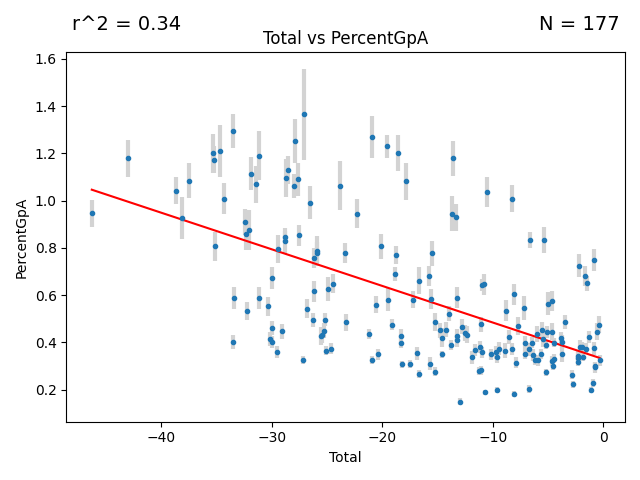 r^2 = 0.34
N = 177
Total vs PercentGpA
1.6
1.4
1.2
1.0
0.8
0.6
0.4
0.2
PercentGpA
−40
−30
−20
−10
0
Total